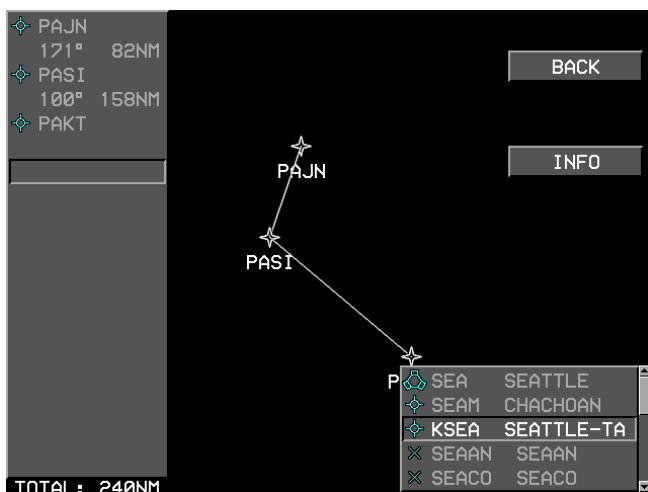 PAJN
171° 82NM
PASI
100° 158NM
PAKT
TOTAL: 240NM
PAJN
PASI
P
BACK
INFO
SEA SEATTLE
SEAM CHACHOAN
KSEA SEATTLE-TA
SEAAN SEAAN
SEACO SEACO